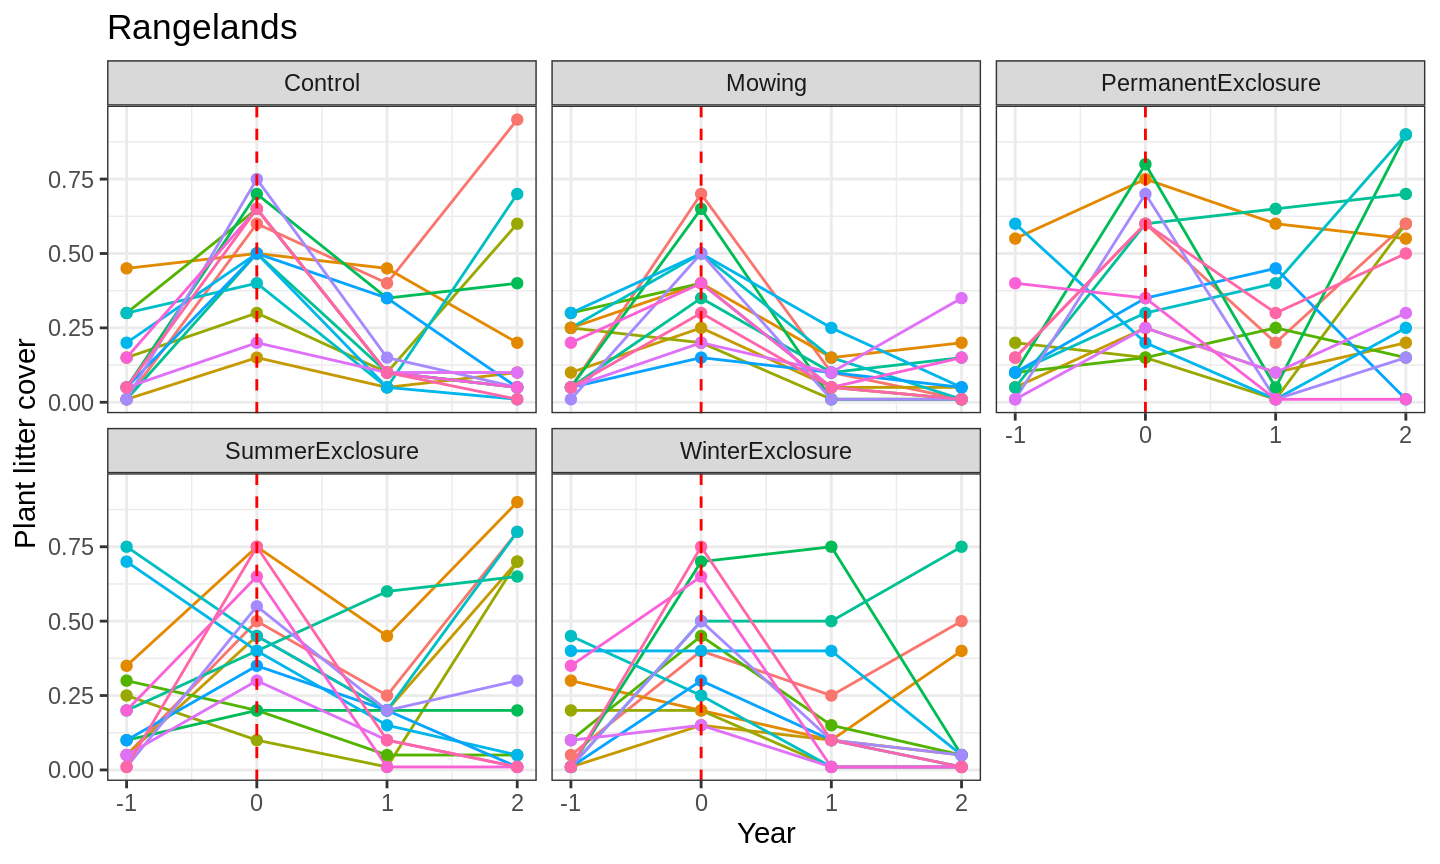 Rangelands
Control
Mowing
PermanentExclosure
0.75
0.50
0.25
0.00
-1 0 1 2
SummerExclosure
WinterExclosure
0.75
0.50
0.25
0.00
-1 0 1 2
-1 0 1 2
Plant litter cover
Year